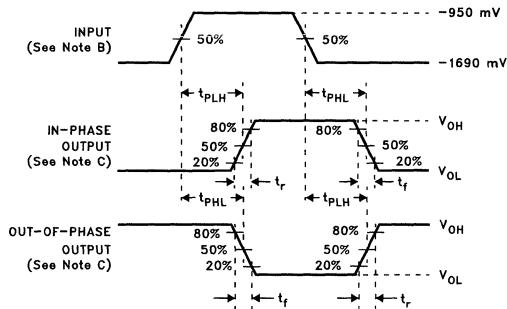 INPUT
(See Note B)
50%
50%
-950 mV
-1690 mV
tPLH
tPHL
IN-PHASE
OUTPUT
(See Note C)
80%
50%
20%
80%
50%
20%
VOH
VOL
tr
tf
tPHL
tPLH
OUT-OF-PHASE
OUTPUT
(See Note C)
80%
50%
20%
80%
50%
20%
VOH
VOL
tf
tr